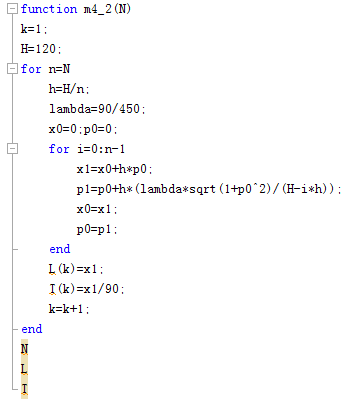 function m4_2(N)
k=1;
H=120;
for n=N
h=H/n;
lambda=90/450;
x0=0;p0=0;
for i=0:n-1
x1=x0+h*p0;
p1=p0+h*(lambda*sqrt(1+p0^2)/(H-i*h));
x0=x1;
p0=p1;
end
L(k)=x1;
I(k)=x1/90;
k=k+1;
end
N
L
I